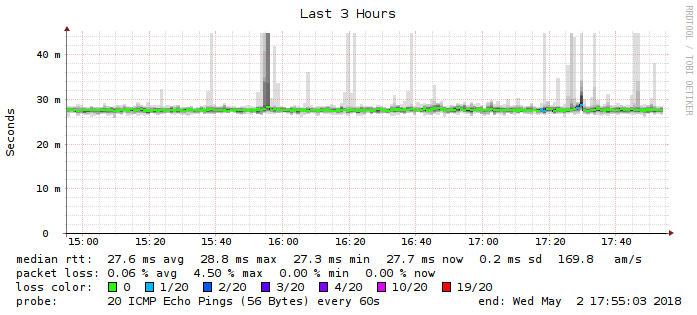 Last 3 Hours
RRDTOOL / TOBI OETIKER
Seconds
40 m
30 m
20 m
10 m
0
15:00 15:20 15:40 16:00 16:20 16:40 17:00 17:20 17:40
median rtt: 27.6 ms avg 28.8 ms max 27.3 ms min 27.7 ms now 0.2 ms sd 169.8 am/s
packet loss: 0.06 % avg 4.50 % max 0.00 % min 0.00 % now
loss color: 0 1/20 2/20 3/20 4/20 10/20 19/20
probe: 20 ICMP Echo Pings (56 Bytes) every 60s end: Wed May 2 17:55:03 2018